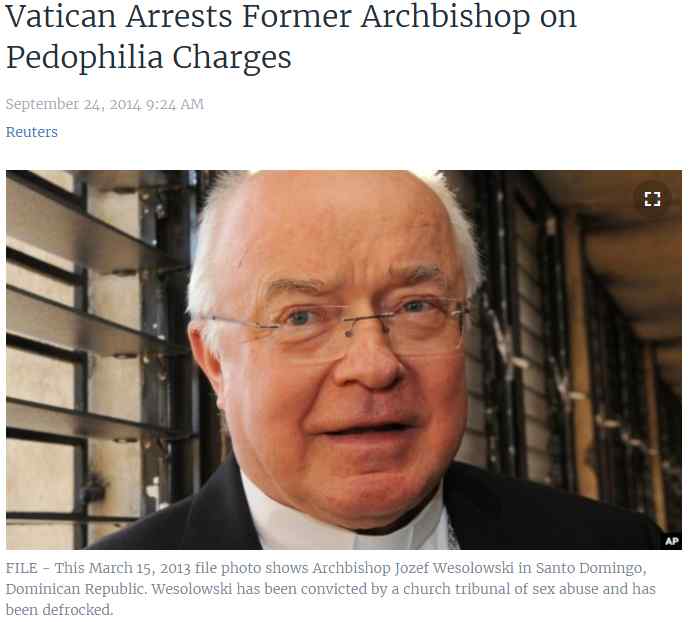 Vatican Arrests Former Archbishop on
Pedophilia Charges
September 24, 2014 9:24 AM
Reuters
AP
FILE - This March 15, 2013 file photo shows Archbishop Jozef Wesolowski in Santo Domingo,
Dominican Republic. Wesolowski has been convicted by a church tribunal of sex abuse and has
been defrocked.